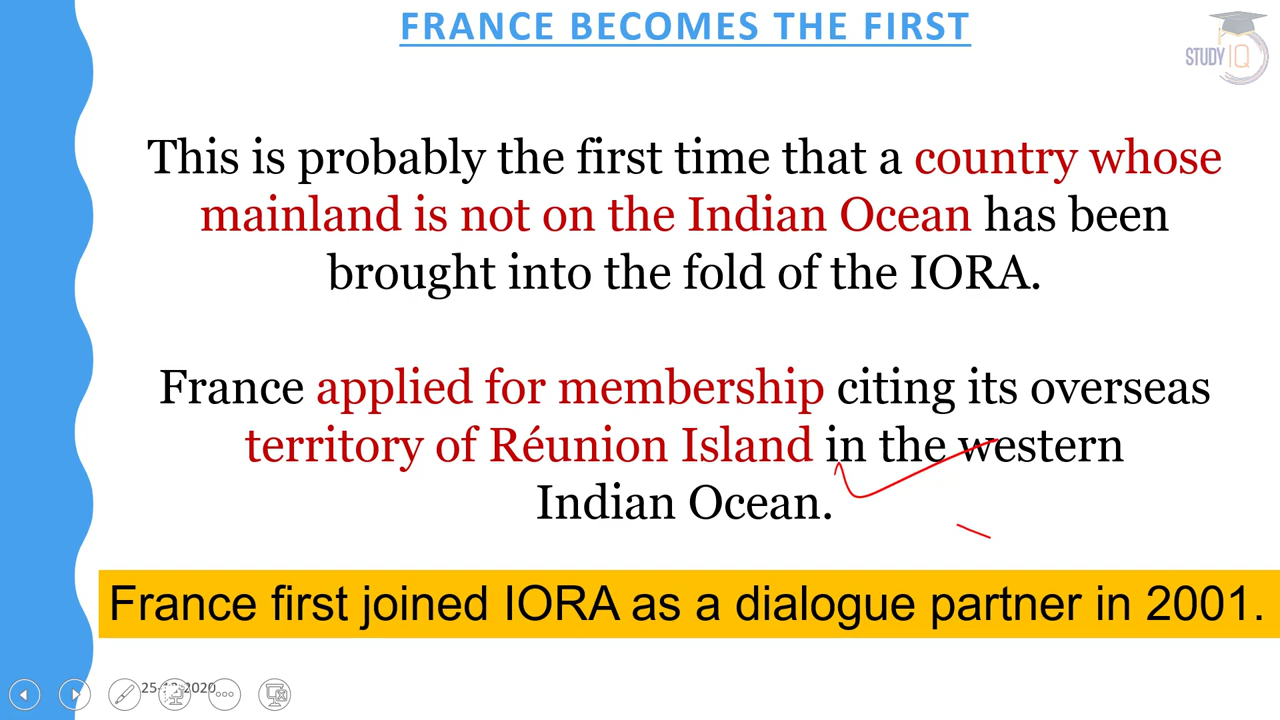 FRANCE BECOMES THE FIRST
STUDY IQ
This is probably the first time that a country whose
mainland is not on the Indian Ocean has been
brought into the fold of the IORA.
France applied for membership citing its overseas
territory of Réunion Island in the western
Indian Ocean.
France first joined IORA as a dialogue partner in 2001.